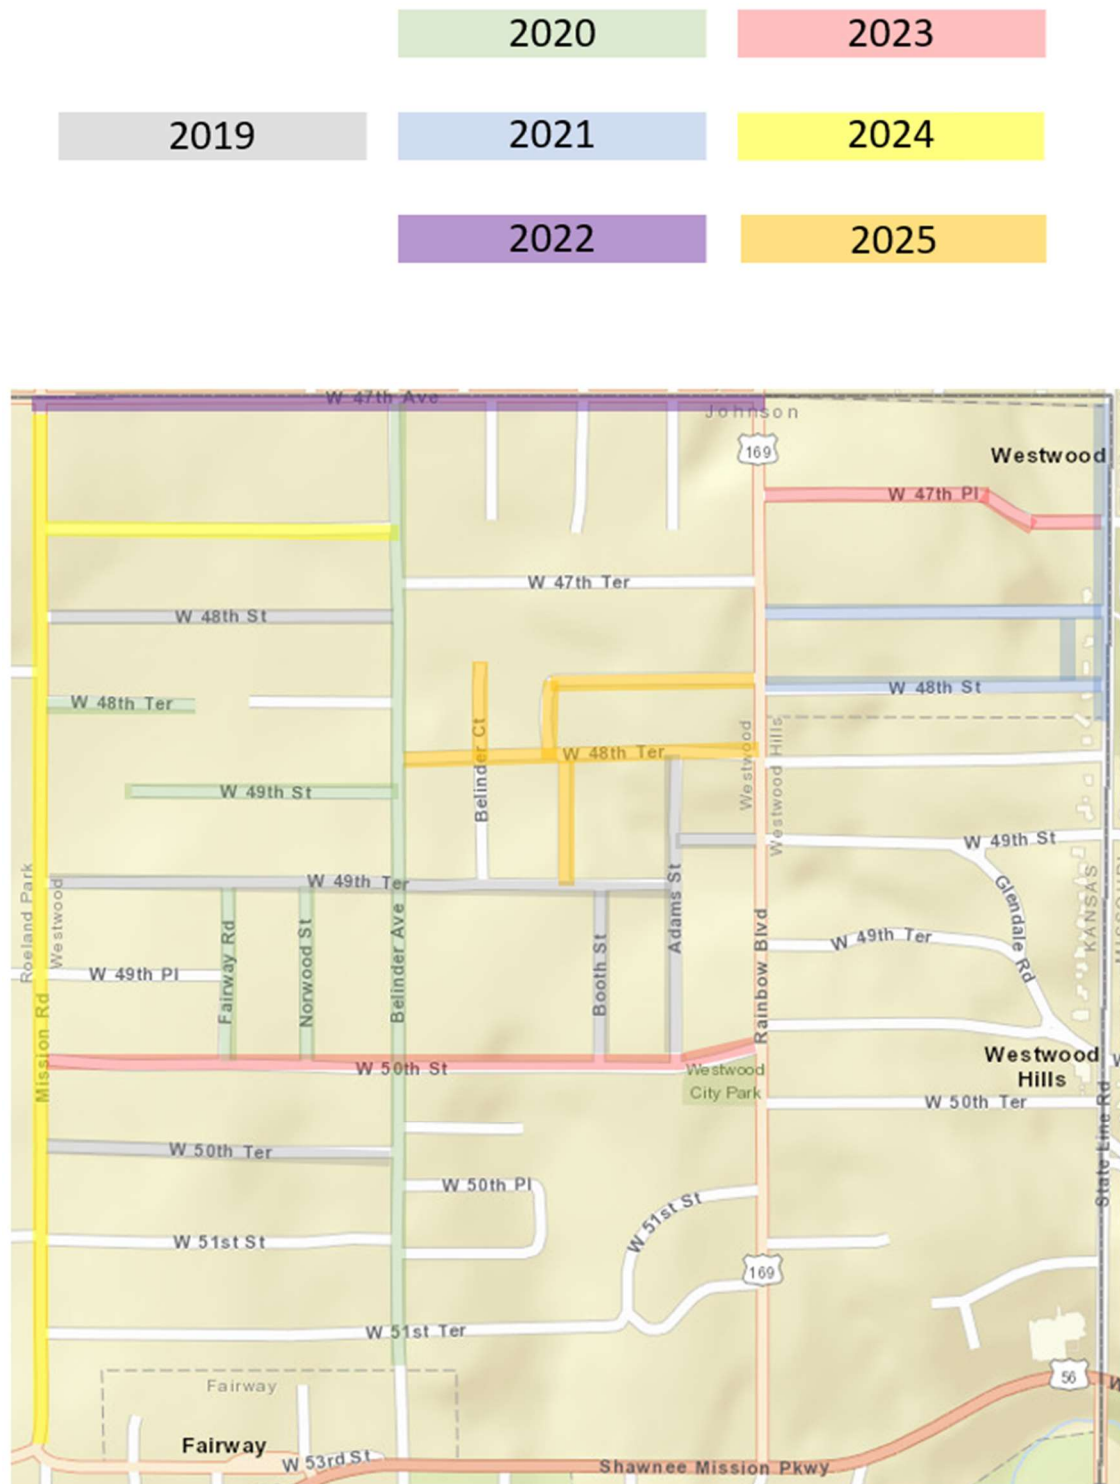 2020
2023
2019
2021
2024
2022
2025
W 47th Ave
Johnson
169
Westwood
W 47th Pl
W 47th Ter
W 48th St
W 48th St
W 48th Ter
Belinder Ct
W 48th Ter
Westwood
Westwood Hills
W 49th St
W 49th St
Roeland Park
Westwood
W 49th Ter
Adams St
Glendale Rd
KANSAS
W 49th Pl
Fairway Rd
Norwood St
Belinder Ave
Booth St
Rainbow Blvd
W 49th Ter
Mission Rd
W 50th St
Westwood
City Park
Westwood
Hills
W 50th Ter
State Line Rd
W 50th Ter
W 50th Pl
W 51st St
W 51st St
169
W 51st Ter
56
Fairway
Fairway
W 53rd St
Shawnee Mission Pkwy